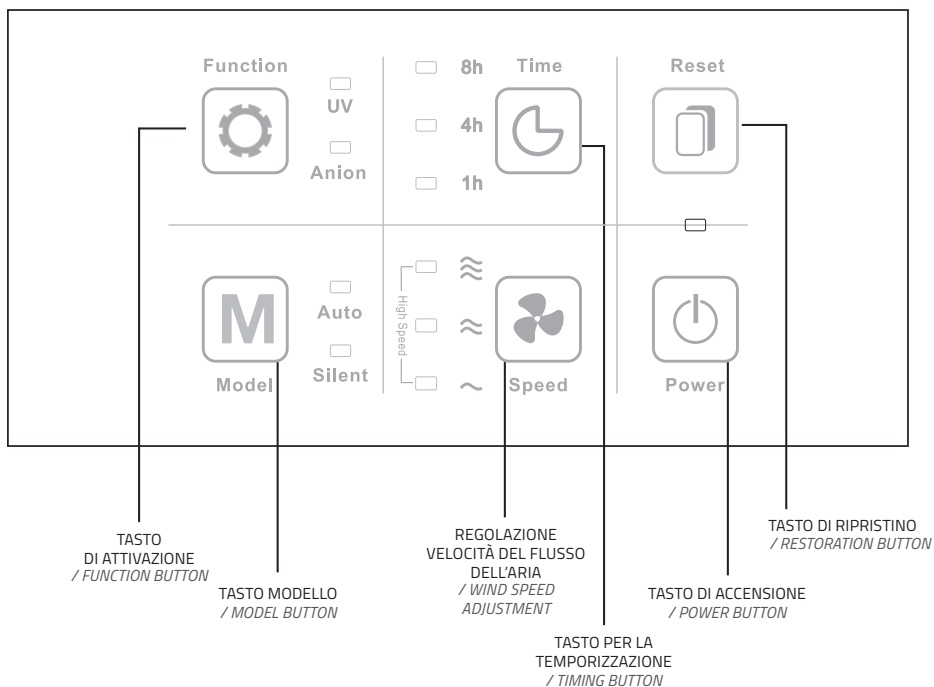 Function
UV
Anion
8h
4h
1h
Time
Reset
M
Model
Auto
Silent
High Speed
Speed
Power
TASTO
DI ATTIVAZIONE
/ FUNCTION BUTTON
TASTO MODELLO
/ MODEL BUTTON
REGOLAZIONE
VELOCITÀ DEL FLUSSO
DELL'ARIA
/ WIND SPEED
ADJUSTMENT
TASTO PER LA
TEMPORIZZAZIONE
/ TIMING BUTTON
TASTO DI ACCENSIONE
/ POWER BUTTON
TASTO DI RIPRISTINO
/ RESTORATION BUTTON